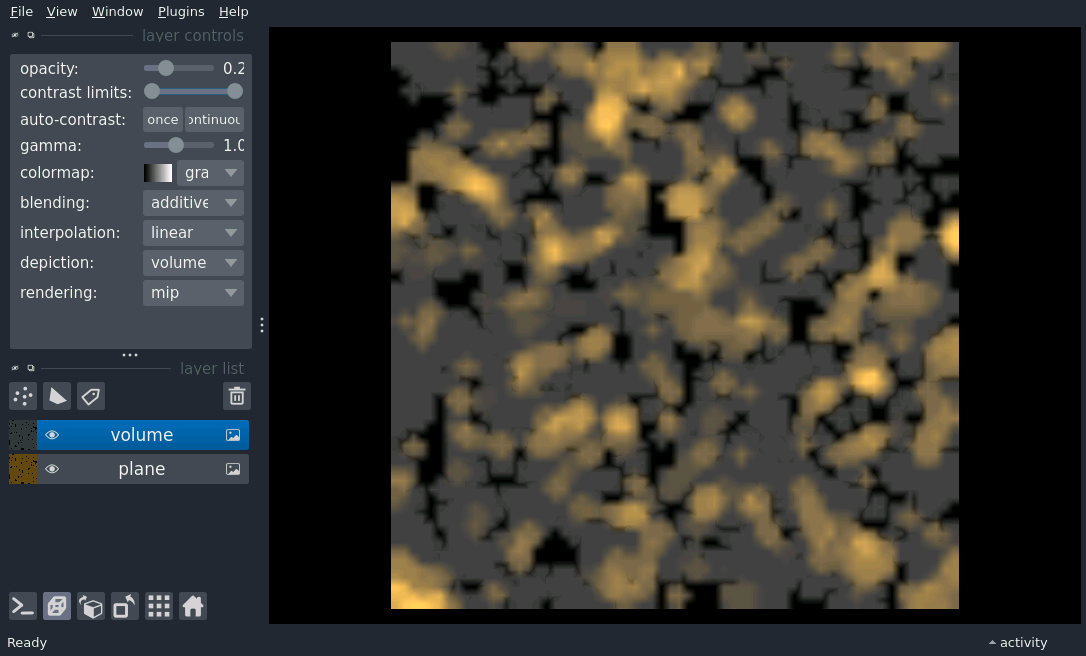 File View Window Plugins Help
layer controls
opacity: 0.2
contrast limits:
auto-contrast: once ontinuou
gamma: 1.0
colormap: gra
blending: additive
interpolation: linear
depiction: volume
rendering: mip
layer list
volume
plane
Ready
activity